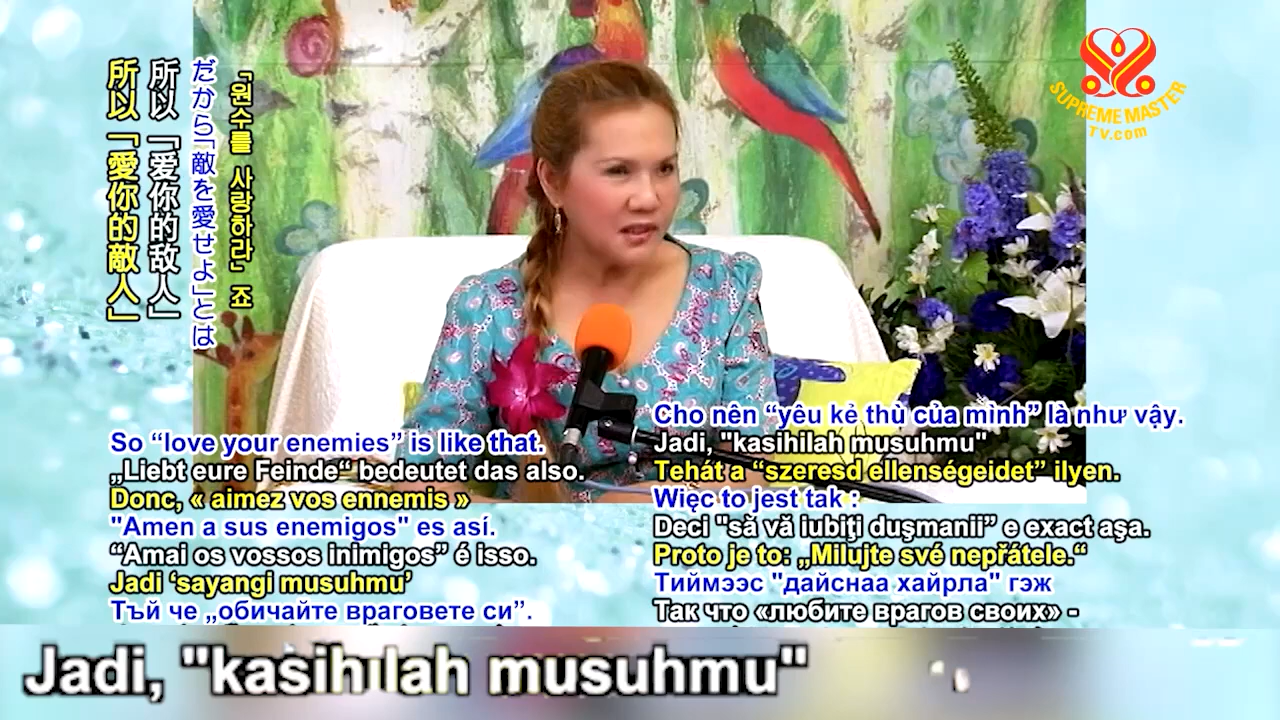 SUPREME MASTER
TV.com
「원수를 사랑하라」 죠
だから「敵を愛せよ」とは
所以「爱你的敌人」
所以「愛你的敵人」
So “love your enemies” is like that.
„Liebt eure Feinde“ bedeutet das also.
Donc, « aimez vos ennemis »
"Amen a sus enemigos" es así.
“Amai os vossos inimigos” é isso.
Jadi ‘sayangi musuhmu’
Тъй че „обичайте враговете си”.
Cho nên “yêu kẻ thù của mình” là như vậy.
Jadi, "kasihilah musuhmu"
Tehát a “szeresd ellenségeidet” ilyen.
Więc to jest tak :
Deci "să vă iubiţi duşmanii” e exact aşa.
Proto je to: „Milujte své nepřátele.“
Тиймээс "дайснаа хайрла" гэж
Так что «любите врагов своих» -
Jadi, "kasihilah musuhmu"